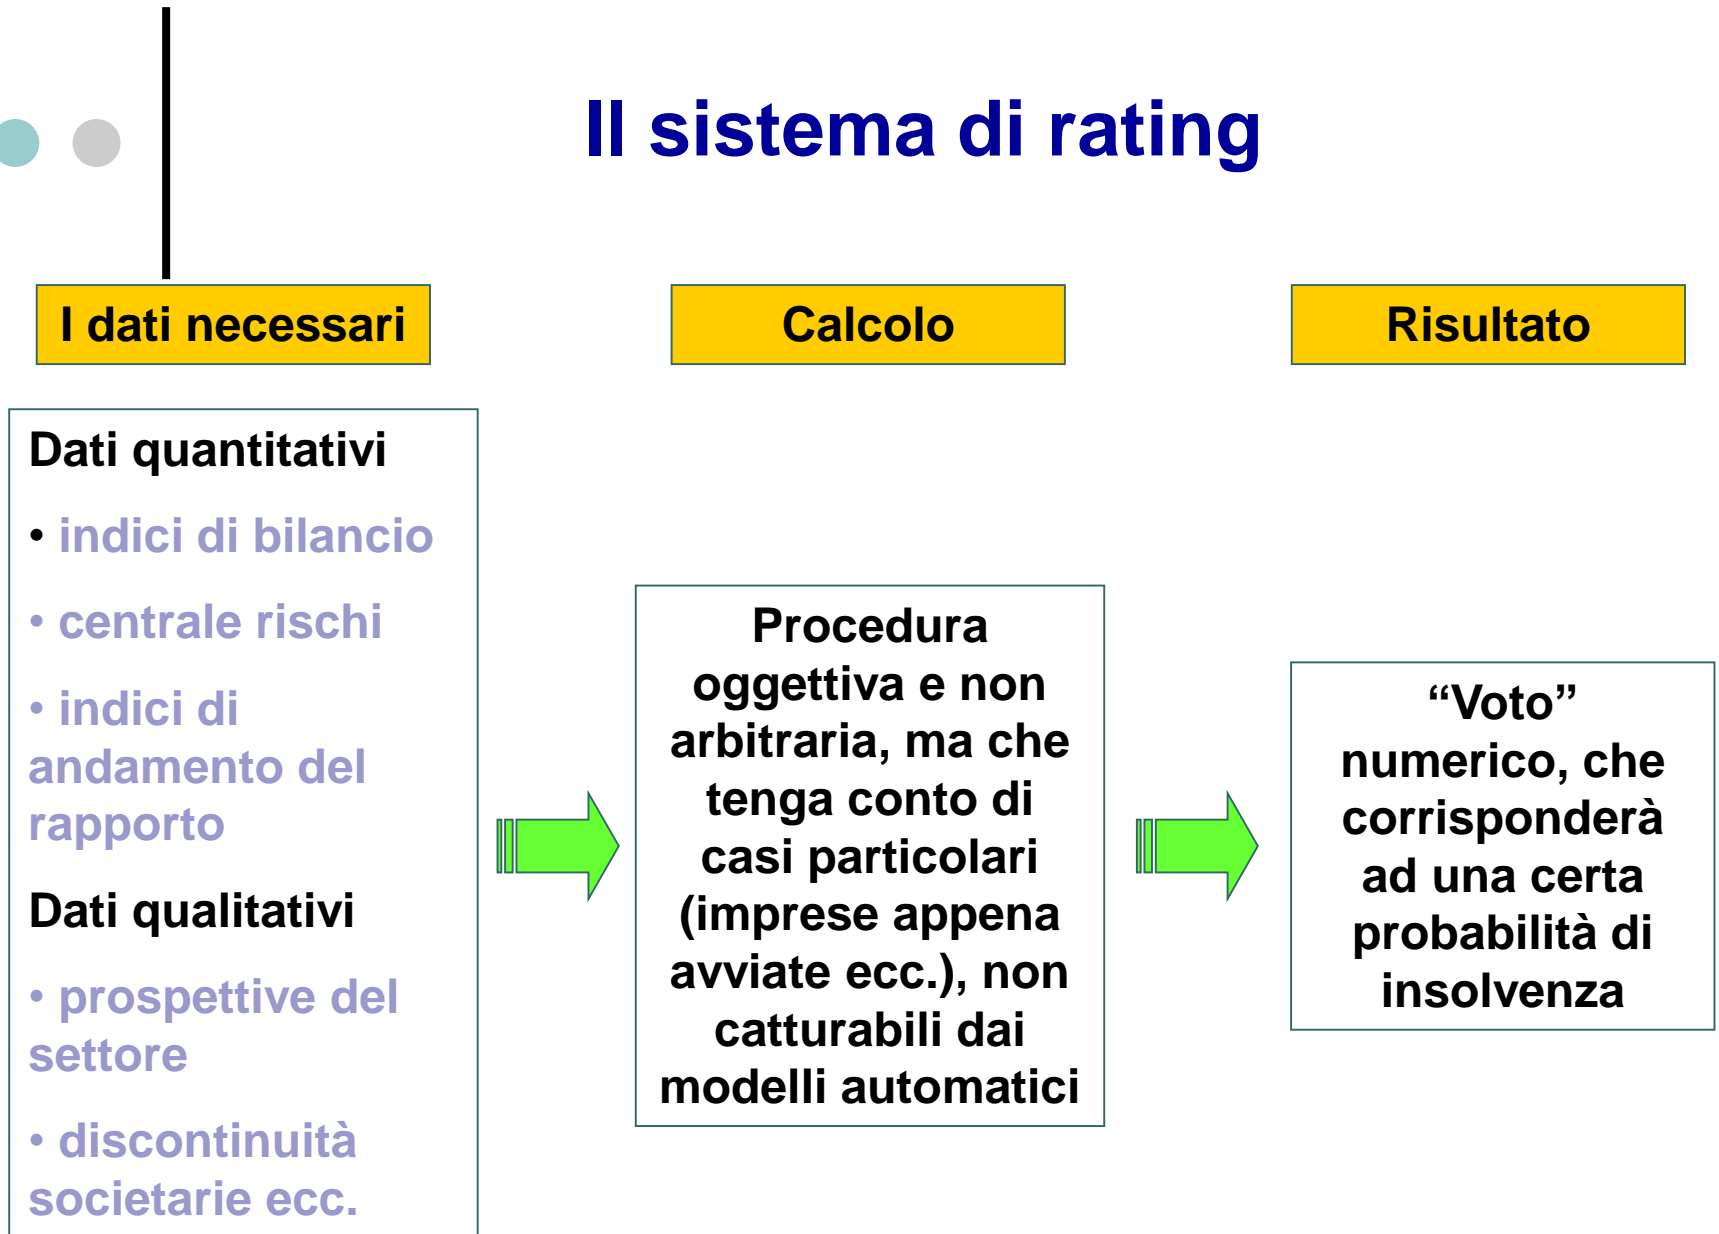 Il sistema di rating
I dati necessari
Calcolo
Risultato
Dati quantitativi
• indici di bilancio
• centrale rischi
• indici di
andamento del
rapporto
Dati qualitativi
• prospettive del
settore
• discontinuità
societarie ecc.
Procedura
oggettiva e non
arbitraria, ma che
tenga conto di
casi particolari
(imprese appena
avviate ecc.), non
catturabili dai
modelli automatici
“Voto”
numerico, che
corrisponderà
ad una certa
probabilità di
insolvenza